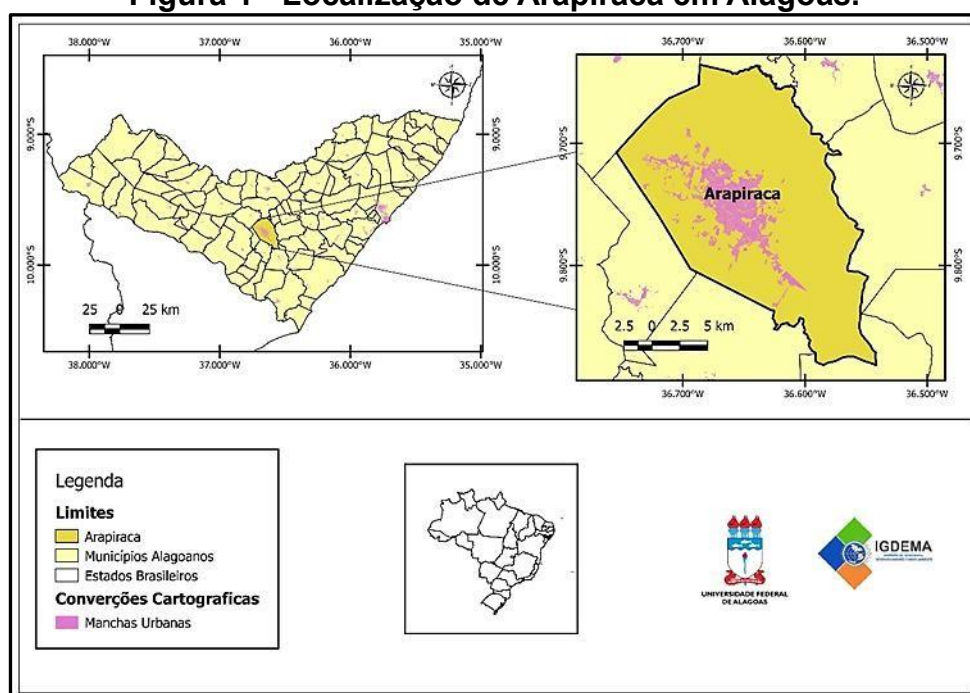 Figura 1 - Localização de Arapiraca em Alagoas.
38.000°W 37.000°W 36.000°W 35.000°W
9.000°S
10.000°S
25 0 25 km
38.000°W 37.000°W 36.000°W 35.000°W
36.700°W 36.600°W 36.500°W
9.700°S 9.700°S
Arapiraca
9.800°S 9.800°S
2.5 0 2.5 5 km
36.700°W 36.600°W 36.500°W
9.000°S
10.000°S
Legenda
Limites
Arapiraca
Municípios Alagoanos
Estados Brasileiros
Converções Cartograficas
Manchas Urbanas
UNIVERSIDADE FEDERAL
DE ALAGOAS
IGDEMA